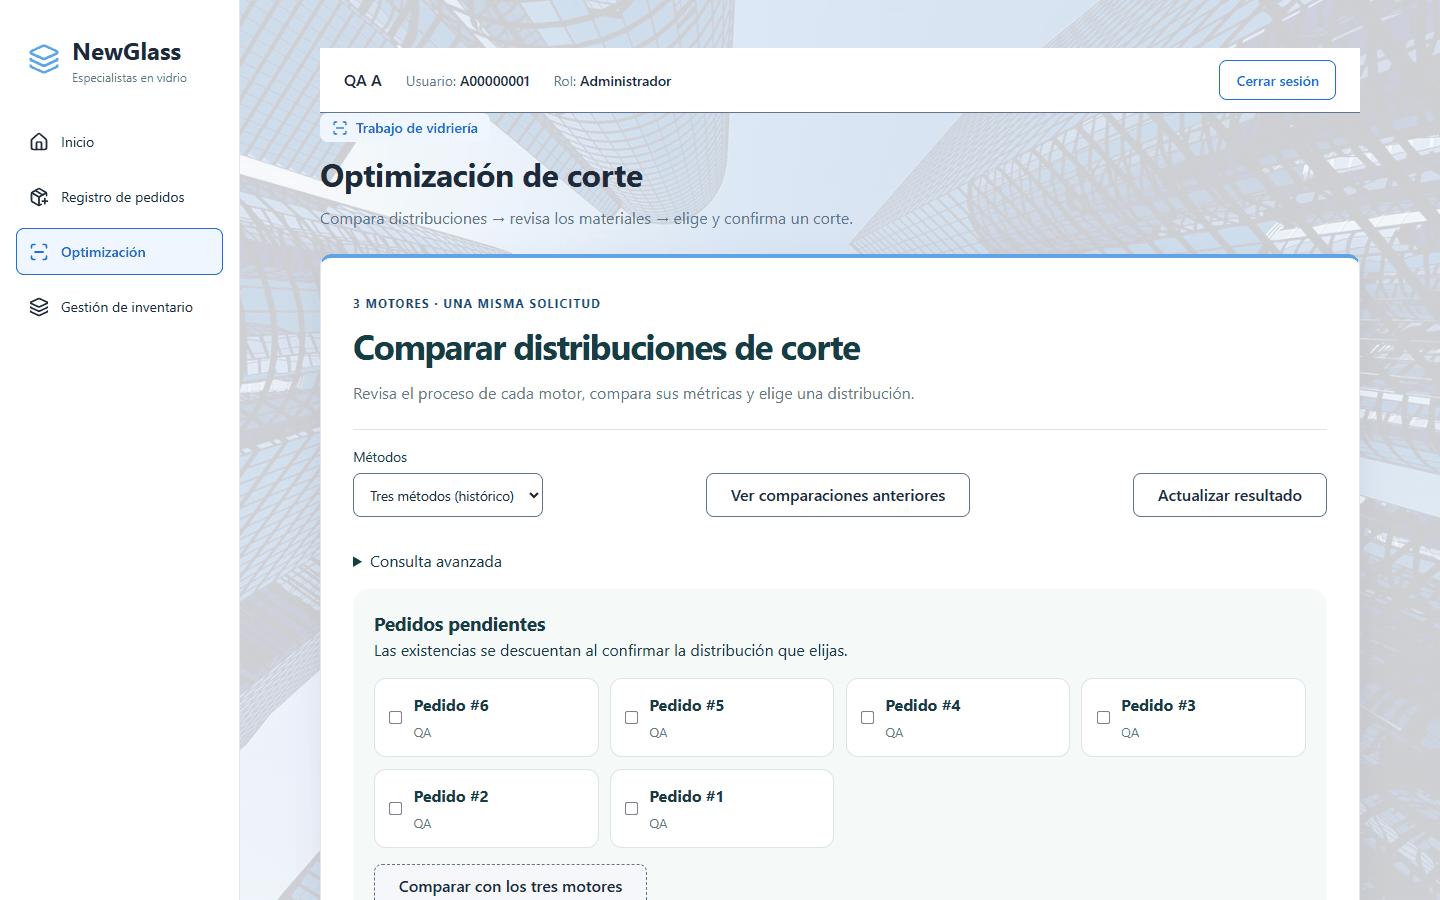 NewGlass
Especialistas en vidrio
Inicio
Registro de pedidos
Optimización
Gestión de inventario
QA A Usuario: A00000001 Rol: Administrador Cerrar sesión
Trabajo de vidriería
Optimización de corte
Compara distribuciones → revisa los materiales → elige y confirma un corte.
3 MOTORES · UNA MISMA SOLICITUD
Comparar distribuciones de corte
Revisa el proceso de cada motor, compara sus métricas y elige una distribución.
Métodos
Tres métodos (histórico) Ver comparaciones anteriores Actualizar resultado
Consulta avanzada
Pedidos pendientes
Las existencias se descuentan al confirmar la distribución que elijas.
Pedido #6 Pedido #5 Pedido #4 Pedido #3
QA QA QA QA
Pedido #2 Pedido #1
QA QA
Comparar con los tres motores